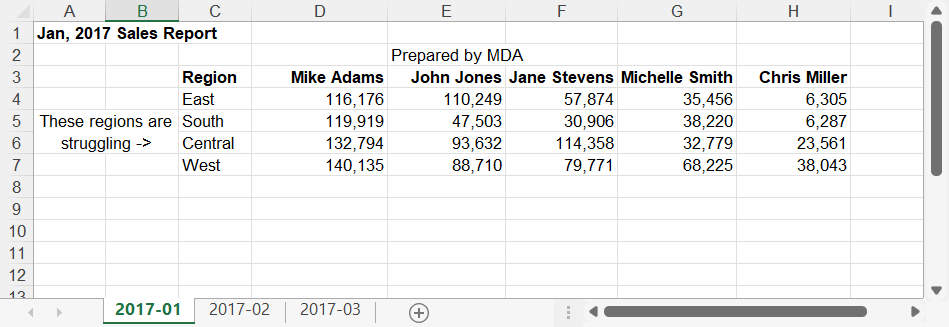 A B C D E F G H I
1 Jan, 2017 Sales Report
2 Prepared by MDA
3 Region Mike Adams John Jones Jane Stevens Michelle Smith Chris Miller
4 East 116,176 110,249 57,874 35,456 6,305
5 These regions are South 119,919 47,503 30,906 38,220 6,287
6 struggling -> Central 132,794 93,632 114,358 32,779 23,561
7 West 140,135 88,710 79,771 68,225 38,043
8
9
10
11
12
13
2017-01 2017-02 2017-03